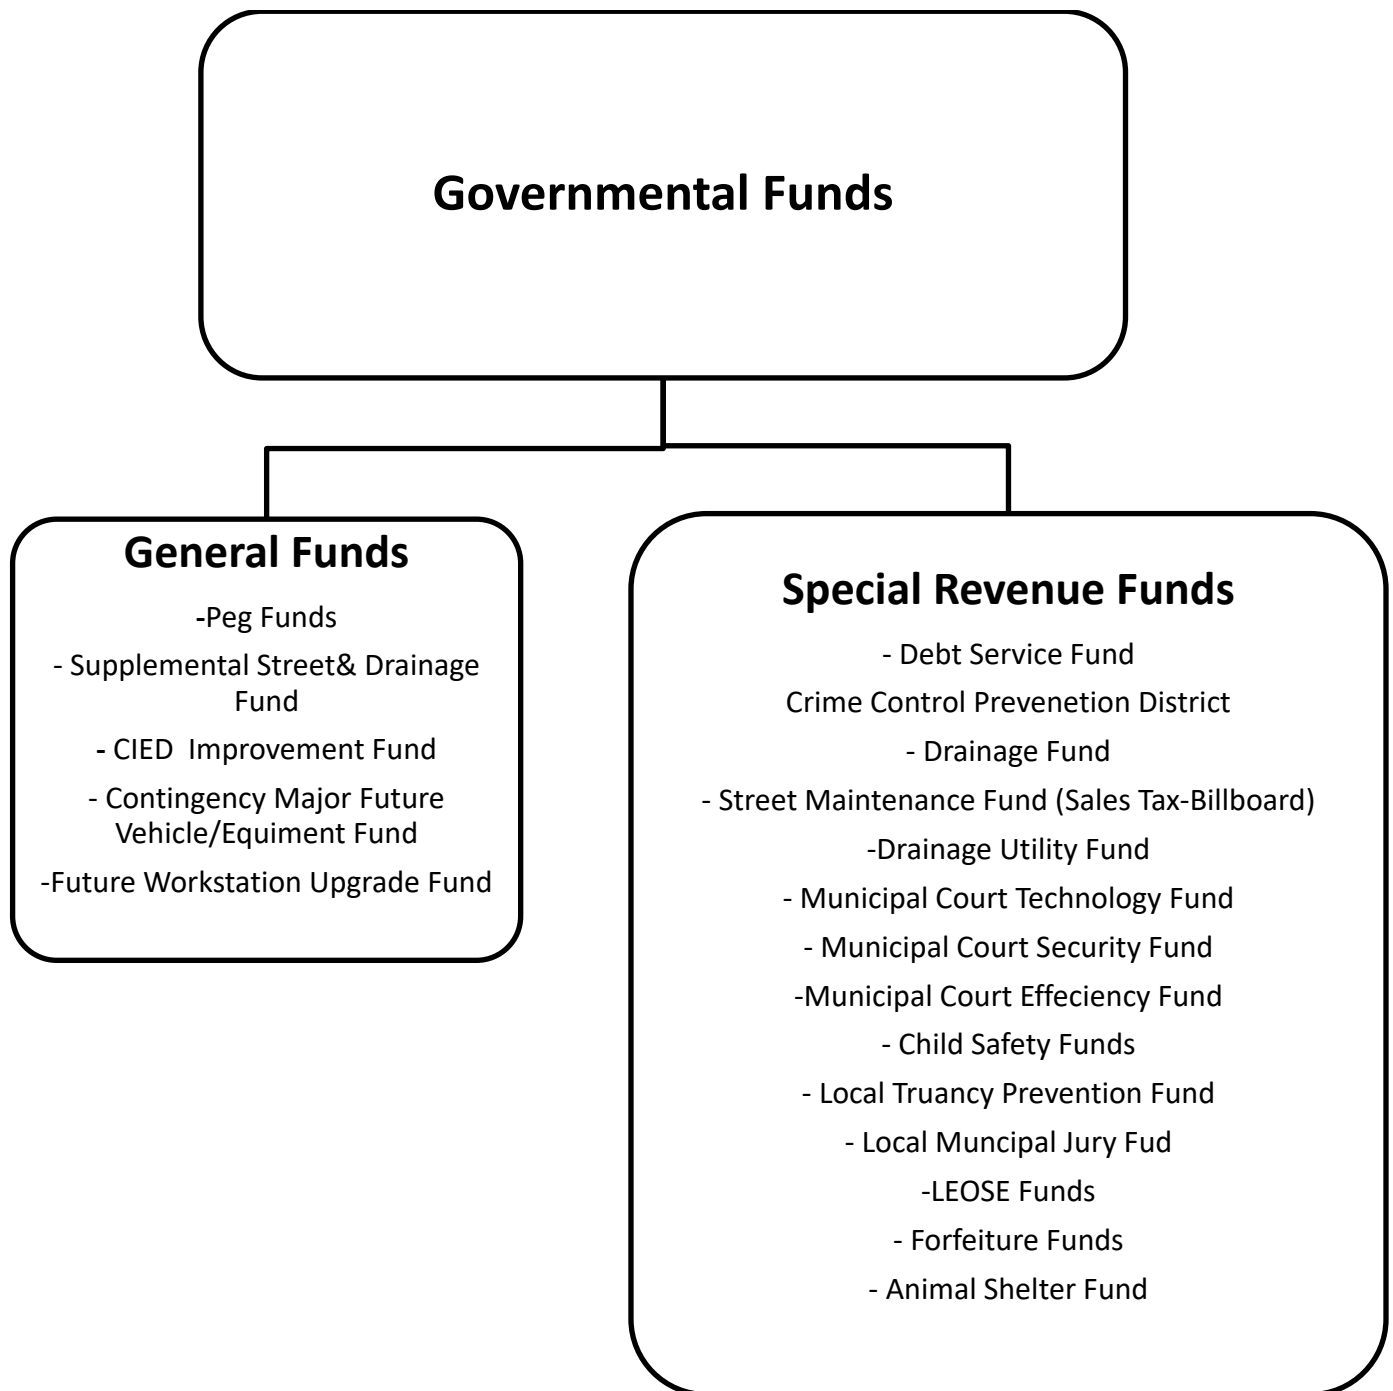 Governmental Funds
General Funds
-Peg Funds
- Supplemental Street& Drainage
Fund
- CIED  Improvement Fund
- Contingency Major Future
Vehicle/Equiment Fund
-Future Workstation Upgrade Fund
Special Revenue Funds
- Debt Service Fund
Crime Control Prevenetion District
- Drainage Fund
- Street Maintenance Fund (Sales Tax-Billboard)
-Drainage Utility Fund
- Municipal Court Technology Fund
- Municipal Court Security Fund
-Municipal Court Effeciency Fund
- Child Safety Funds
- Local Truancy Prevention Fund
- Local Muncipal Jury Fud
-LEOSE Funds
- Forfeiture Funds
- Animal Shelter Fund